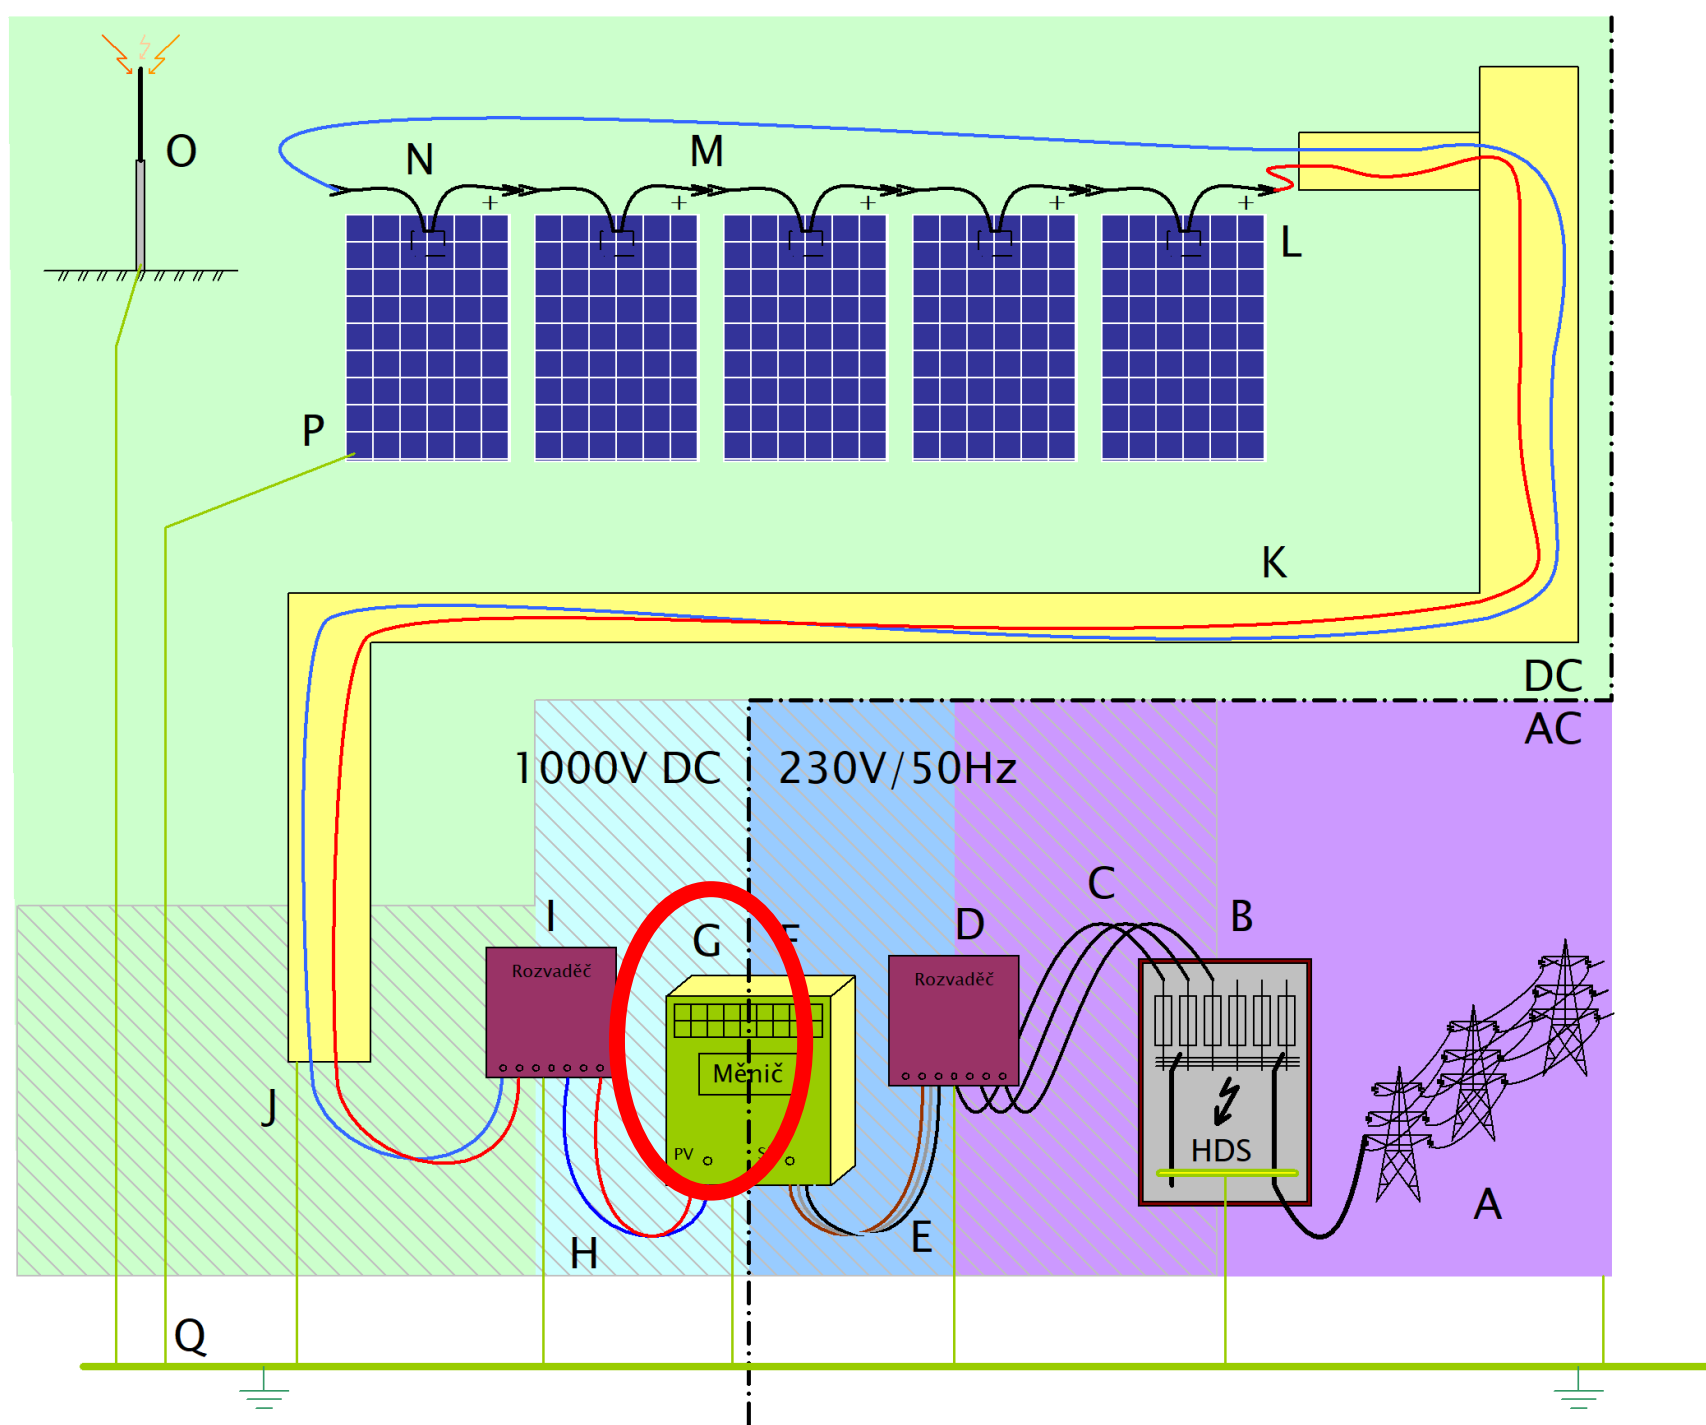 O
N
M
+ + + + +
L
P
K
DC
AC
1000V DC
230V/50Hz
I
Rozvaděč
G
F
Měnič
PV
S
D
Rozvaděč
C
B
HDS
A
J
H
E
Q